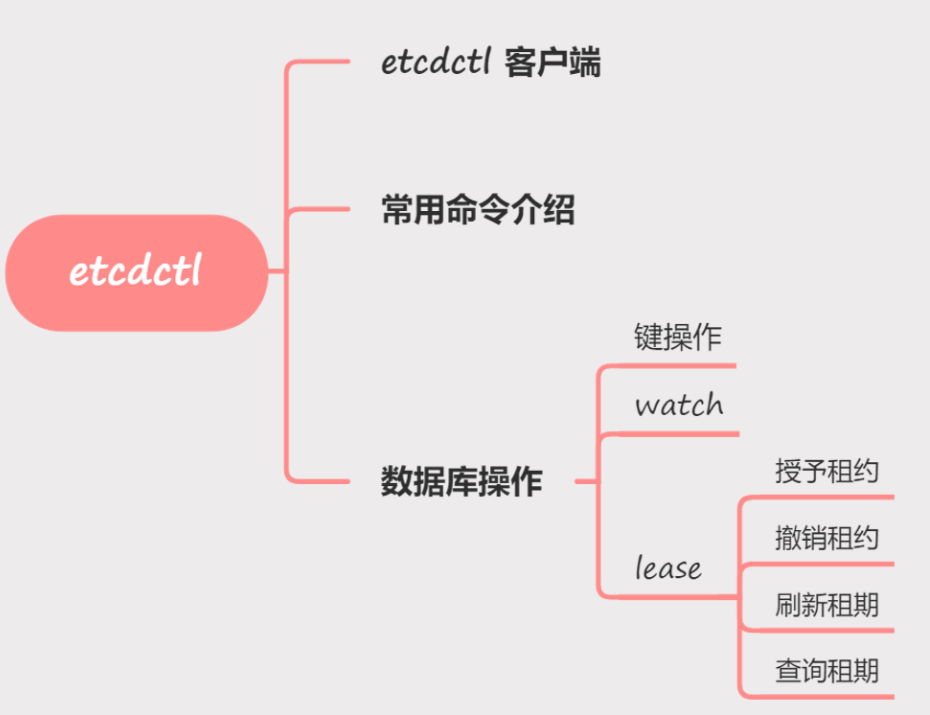 etcdctl
etcdctl 客户端
常用命令介绍
数据库操作
键操作
watch
lease
授予租约
撤销租约
刷新租期
查询租期